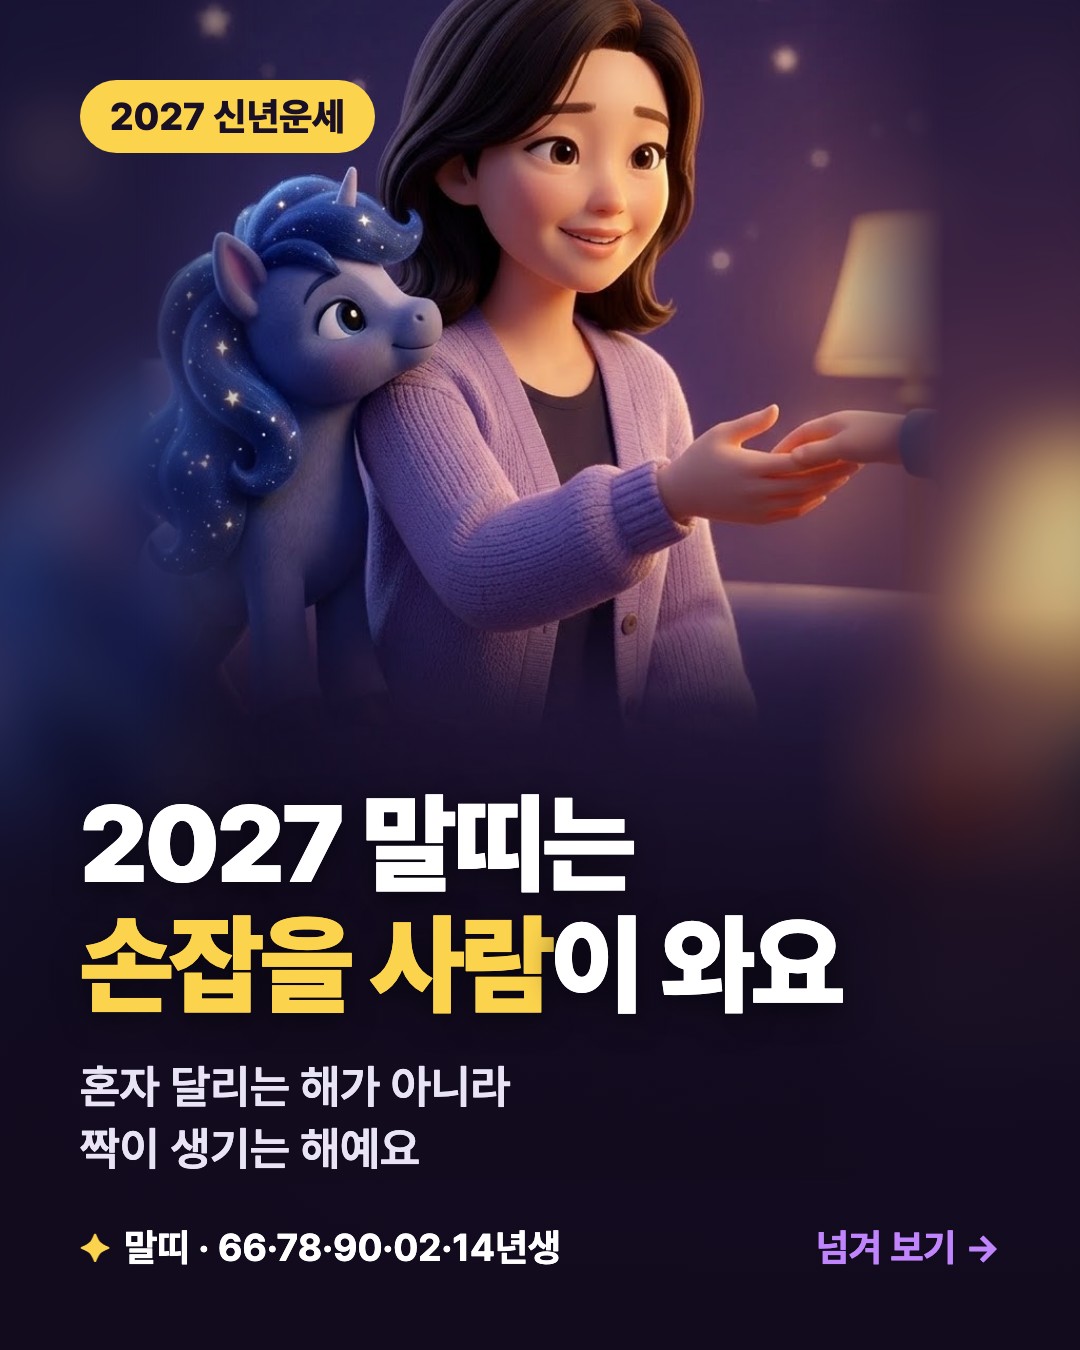 2027 신년운세
2027 말띠는
손잡을 사람이 와요
혼자 달리는 해가 아니라
짝이 생기는 해예요
말띠 · 66·78·90·02·14년생
넘겨 보기 →